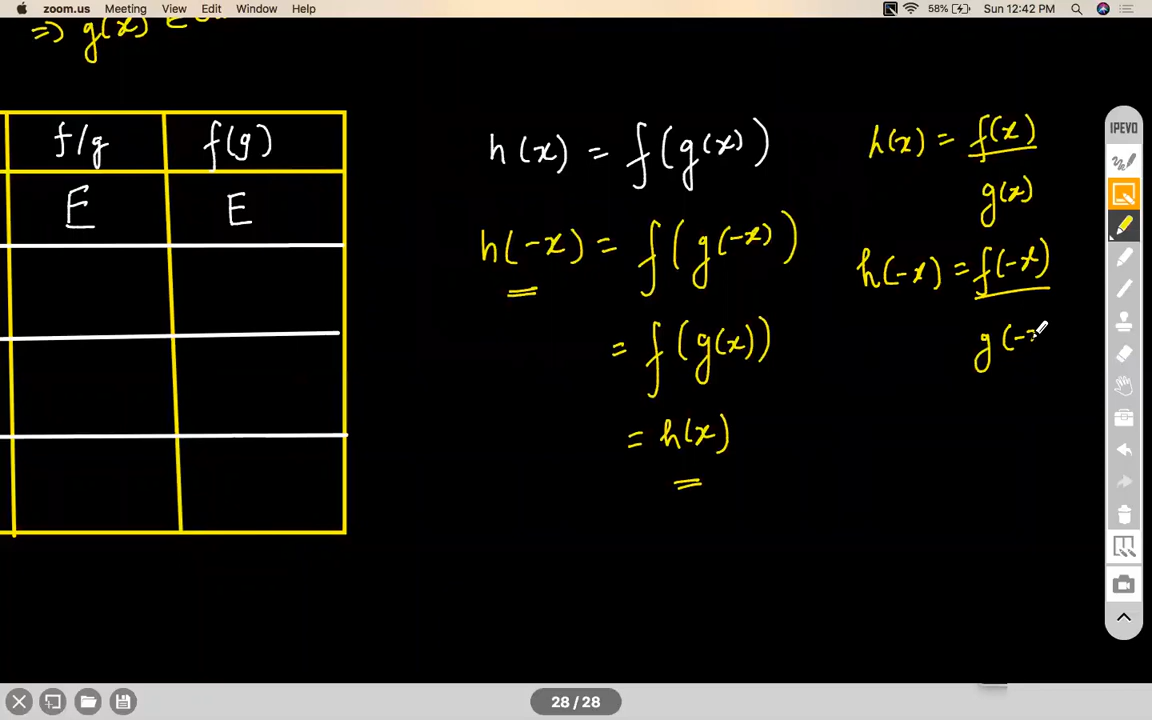 zoom.us Meeting View Edit Window Help 58% Sun 12:42 PM
=> g(x)
f/g f(g)
E E
h(x) = f(g(x))
h(-x) = f(g(-x))
= f(g(x))
= h(x)
h(x) = f(x)
g(x)
h(-x) = f(-x)
g(-
IPEVO
28 / 28